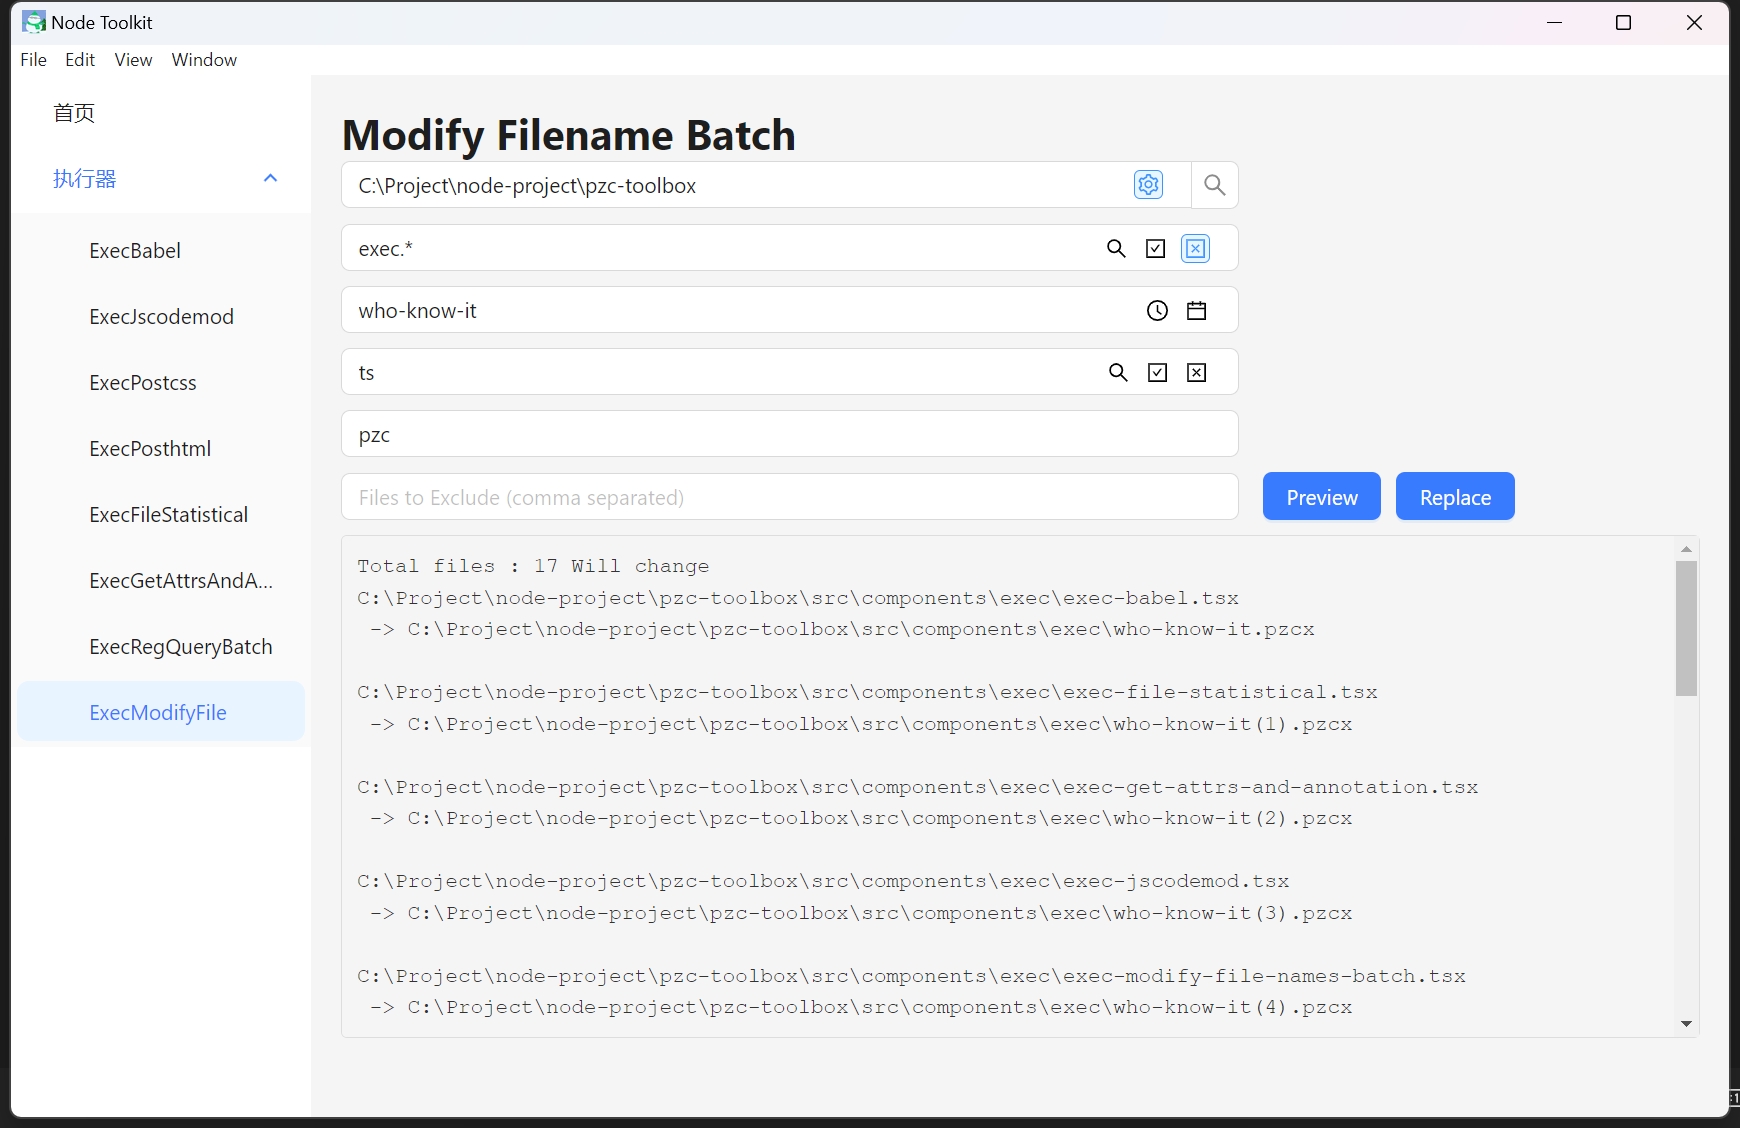 Node Toolkit
File Edit View Window
首页
执行器
ExecBabel
ExecJscodemod
ExecPostcss
ExecPosthtml
ExecFileStatistical
ExecGetAttrsAndA...
ExecRegQueryBatch
ExecModifyFile
Modify Filename Batch
C:\Project\node-project\pzc-toolbox
exec.*
who-know-it
ts
pzc
Files to Exclude (comma separated)
Preview Replace
Total files : 17 Will change
C:\Project\node-project\pzc-toolbox\src\components\exec\exec-babel.tsx
-> C:\Project\node-project\pzc-toolbox\src\components\exec\who-know-it.pzcx
C:\Project\node-project\pzc-toolbox\src\components\exec\exec-file-statistical.tsx
-> C:\Project\node-project\pzc-toolbox\src\components\exec\who-know-it(1).pzcx
C:\Project\node-project\pzc-toolbox\src\components\exec\exec-get-attrs-and-annotation.tsx
-> C:\Project\node-project\pzc-toolbox\src\components\exec\who-know-it(2).pzcx
C:\Project\node-project\pzc-toolbox\src\components\exec\exec-jscodemod.tsx
-> C:\Project\node-project\pzc-toolbox\src\components\exec\who-know-it(3).pzcx
C:\Project\node-project\pzc-toolbox\src\components\exec\exec-modify-file-names-batch.tsx
-> C:\Project\node-project\pzc-toolbox\src\components\exec\who-know-it(4).pzcx